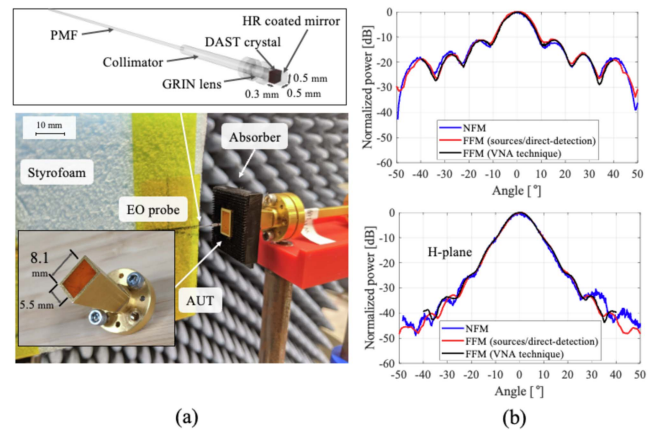 PMF
Collimator
GRIN lens
DAST crystal
HR coated mirror
0.5 mm
0.3 mm
0.5 mm
10 mm
Styrofoam
Absorber
EO probe
AUT
8.1
mm
5.5 mm
(a)
Normalized power [dB]
0
-10
-20
-30
-40
-50
-60
NFM
FFM (sources/direct-detection)
FFM (VNA technique)
-50 -40 -30 -20 -10 0 10 20 30 40 50
Angle [°]
Normalized power [dB]
0
-10
-20
-30
-40
-50
-60
H-plane
NFM
FFM (sources/direct-detection)
FFM (VNA technique)
-50 -40 -30 -20 -10 0 10 20 30 40 50
Angle [°]
(b)